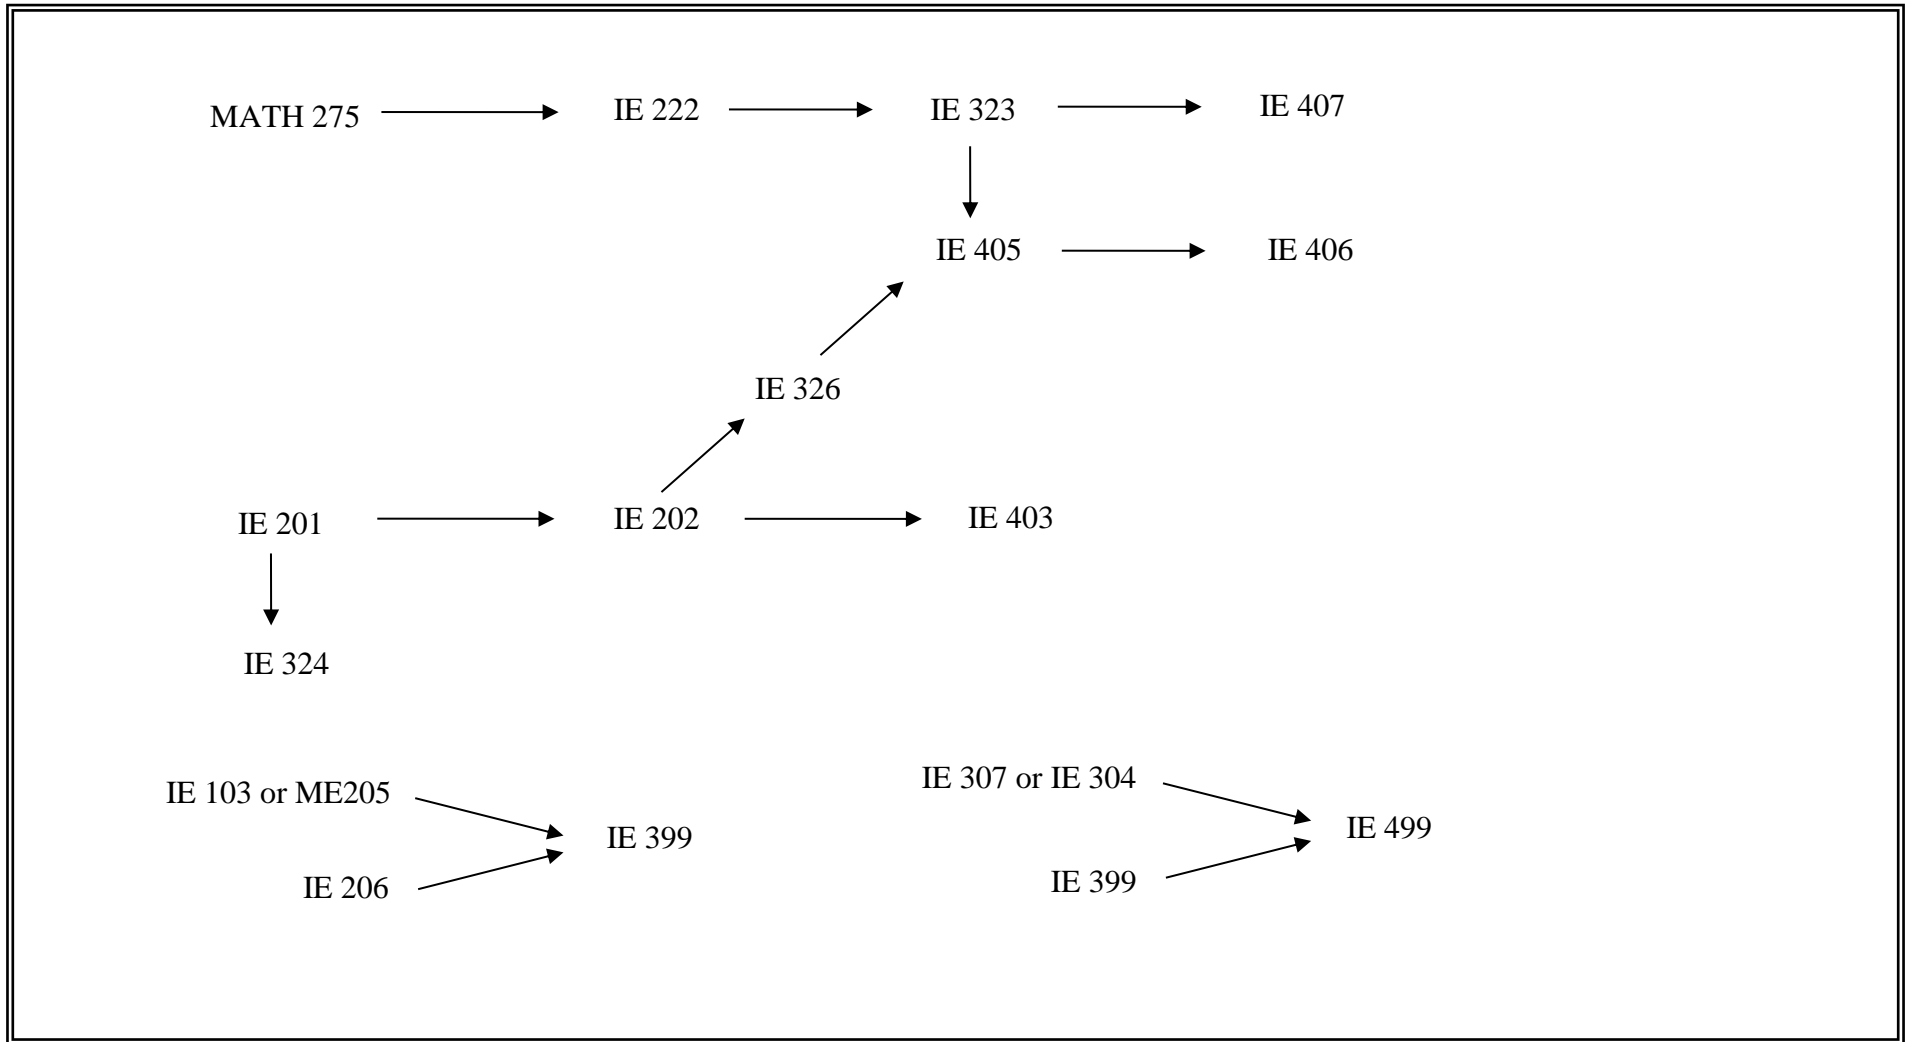 MATH 275
IE 222
IE 323
IE 407
IE 405
IE 406
IE 326
IE 201
IE 202
IE 403
IE 324
IE 103 or ME205
IE 399
IE 206
IE 307 or IE 304
IE 499
IE 399